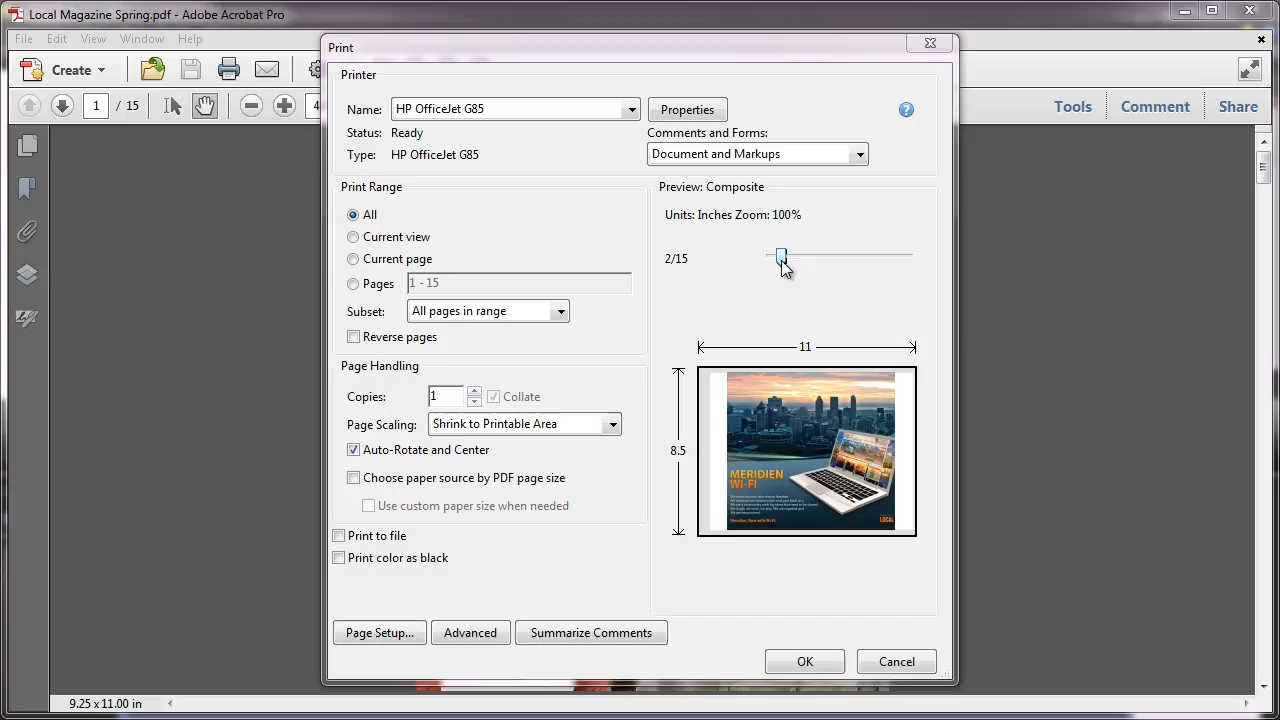 Local Magazine Spring.pdf - Adobe Acrobat Pro
File Edit View Window Help
Create
1 / 15
4
Tools Comment Share
Print
Printer
Name: HP OfficeJet G85 Properties
Status: Ready
Comments and Forms:
Type: HP OfficeJet G85
Document and Markups
Print Range
All
Current view
Current page
Pages 1 - 15
Subset: All pages in range
Reverse pages
Preview: Composite
Units: Inches Zoom: 100%
2/15
11
8.5
MERIDIEN
WI-FI
LOCAL
Page Handling
Copies: 1 Collate
Page Scaling: Shrink to Printable Area
Auto-Rotate and Center
Choose paper source by PDF page size
Use custom paper when needed
Print to file
Print color as black
Page Setup... Advanced Summarize Comments
OK Cancel
9.25 x 11.00 in